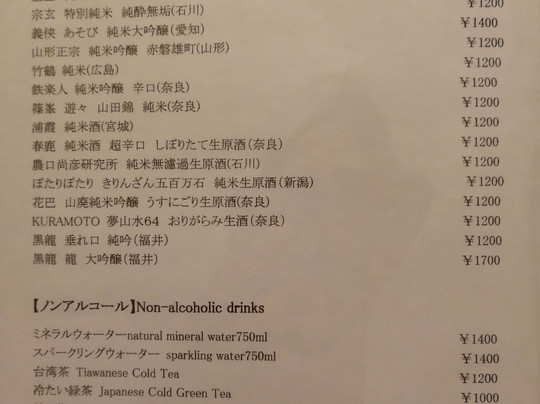 宗玄 特別純米 純酔無垢(石川) ￥1200
義侠 あそび 純米大吟醸(愛知) ￥1400
山形正宗 純米吟醸 赤磐雄町(山形) ￥1200
竹鶴 純米(広島) ￥1200
鉄楽人 純米吟醸 辛口(奈良) ￥1200
篠峯 遊々 山田錦 純米(奈良) ￥1200
浦霞 純米酒(宮城) ￥1200
春鹿 純米酒 超辛口 しぼりたて生原酒(奈良) ￥1200
農口尚彦研究所 純米無濾過生原酒(石川) ￥1200
ぽたりぽたり きりんざん五百万石 純米生原酒(新潟) ￥1200
花巴 山廃純米原酒 うすにごり生原酒(奈良) ￥1200
KURAMOTO 夢山水64 おりがらみ生酒(奈良) ￥1200
黒龍 垂れ口 純吟(福井) ￥1200
黒龍 龍 大吟醸(福井) ￥1700
【ノンアルコール】Non-alcoholic drinks
ミネラルウォーターnatural mineral water750ml ￥1400
スパークリングウォーター sparkling water750ml ￥1400
台湾茶 Tiawanese Cold Tea ￥1200
冷たい緑茶 Japanese Cold Green Tea ￥1000